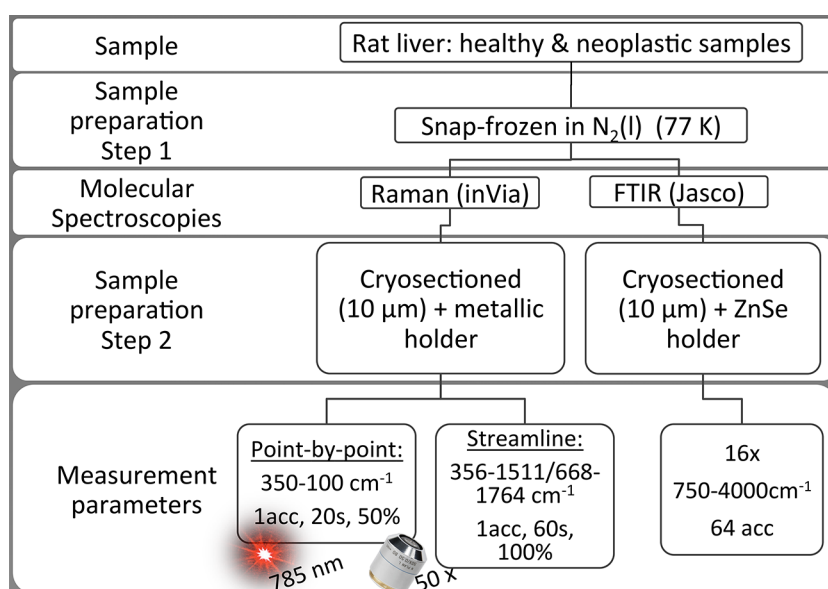 Sample
Rat liver: healthy & neoplastic samples
Sample
preparation
Step 1
Snap-frozen in N₂(l) (77 K)
Molecular
Spectroscopies
Raman (inVia)
FTIR (Jasco)
Sample
preparation
Step 2
Cryosectioned
(10 μm) + metallic
holder
Cryosectioned
(10 μm) + ZnSe
holder
Measurement
parameters
Point-by-point:
350-100 cm⁻¹
1acc, 20s, 50%
Streamline:
356-1511/668-
1764 cm⁻¹
1acc, 60s,
100%
16x
750-4000cm⁻¹
64 acc
785 nm
50 x